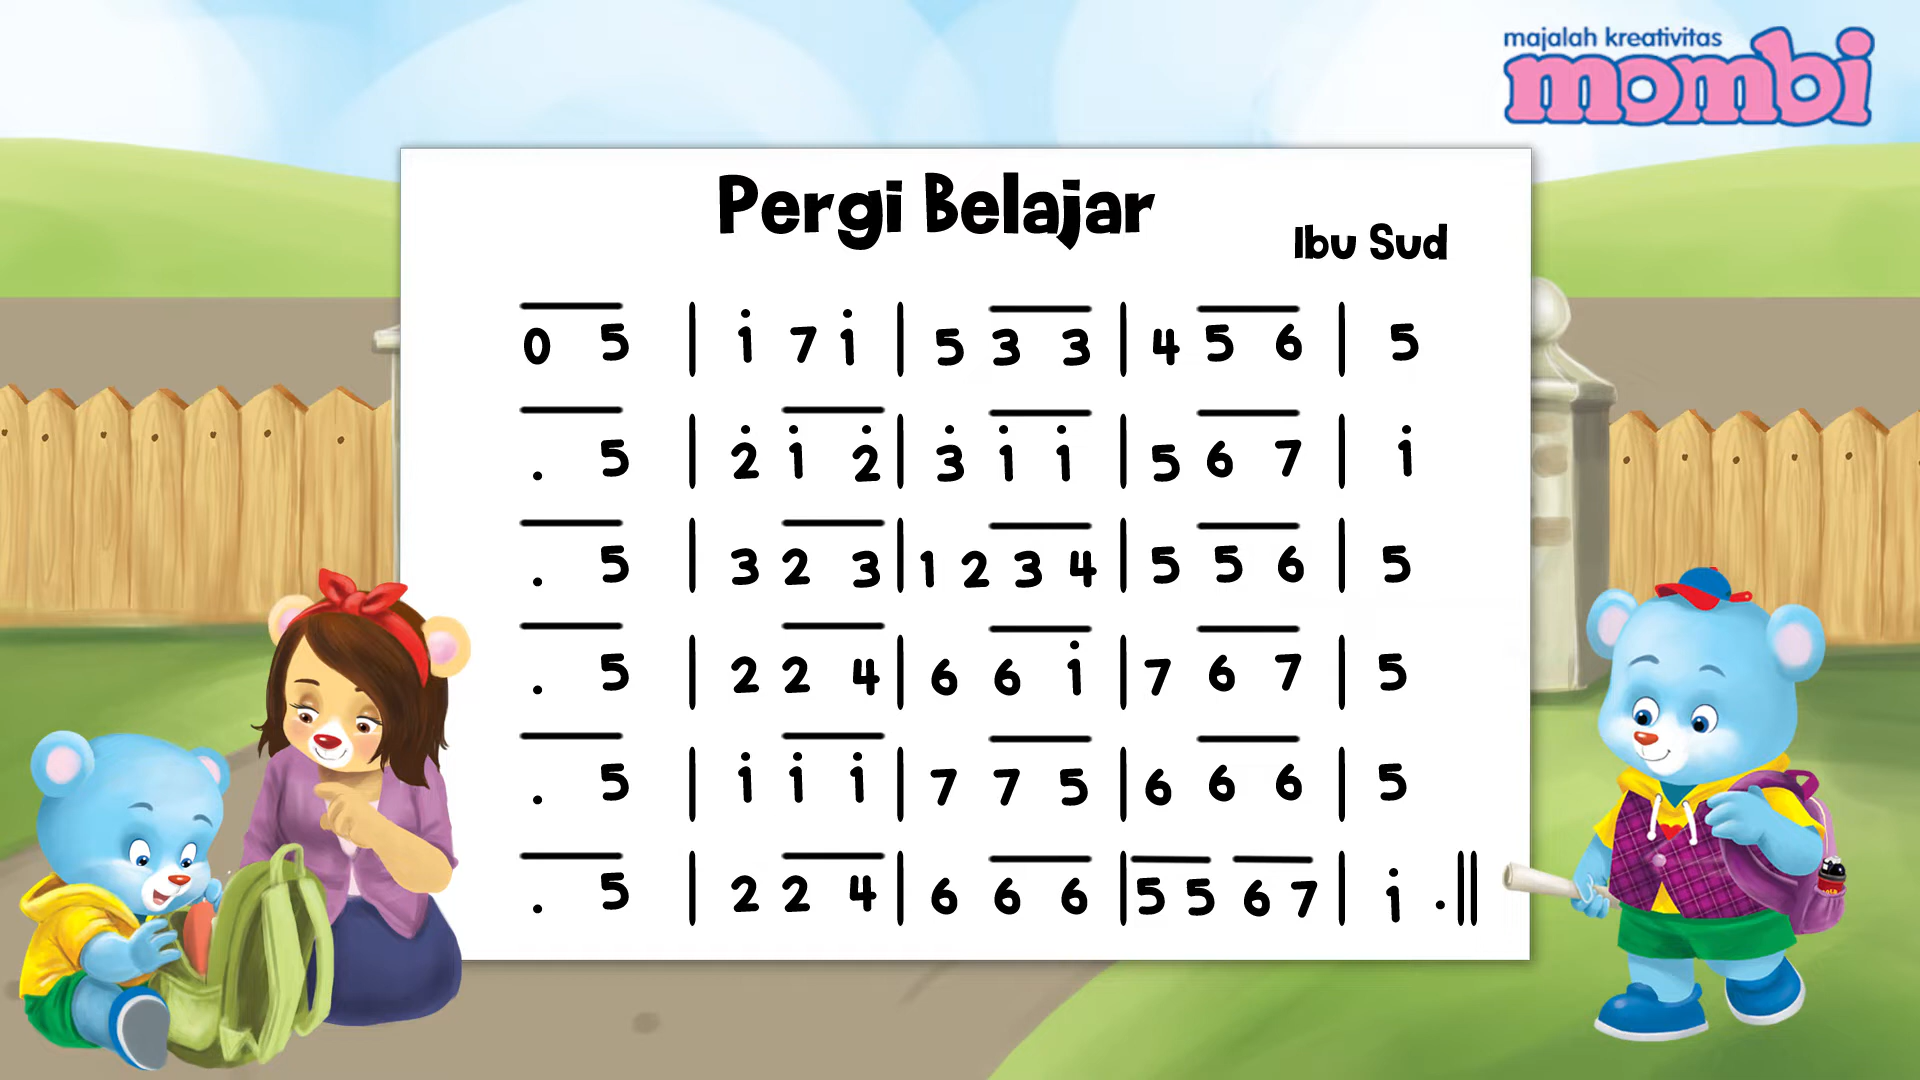 majalah kreativitas
mombi
Pergi Belajar
Ibu Sud
0 5 | i 7 i | 5 3 3 | 4 5 6 | 5
. 5 | 2̇ i 2̇ | 3̇ i i | 5 6 7 | i
. 5 | 3 2 3 | 1 2 3 4 | 5 5 6 | 5
. 5 | 2 2 4 | 6 6 i | 7 6 7 | 5
. 5 | i i i | 7 7 5 | 6 6 6 | 5
. 5 | 2 2 4 | 6 6 6 | 5 5 6 7 | i . ||